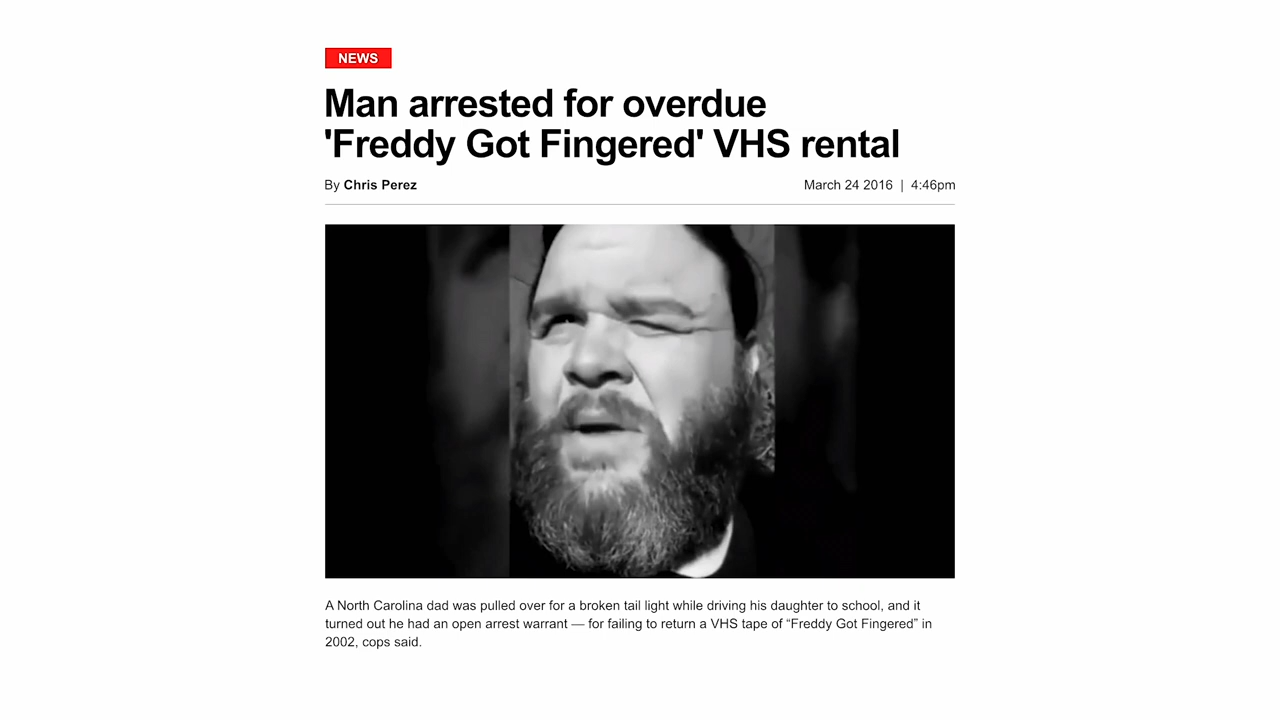 NEWS
Man arrested for overdue
'Freddy Got Fingered' VHS rental
By Chris Perez
March 24 2016 | 4:46pm
A North Carolina dad was pulled over for a broken tail light while driving his daughter to school, and it
turned out he had an open arrest warrant — for failing to return a VHS tape of “Freddy Got Fingered” in
2002, cops said.